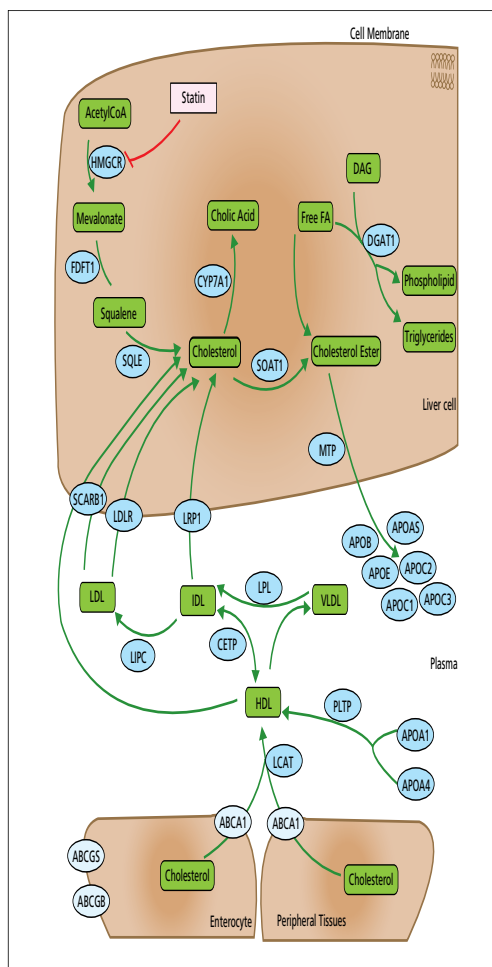 Cell Membrane
Statin
AcetylCoA
HMGCR
DAG
Mevalonate
Cholic Acid
Free FA
DGAT1
FDFT1
CYP7A1
Phospholipid
Squalene
Triglycerides
SQLE
Cholesterol
SOAT1
Cholesterol Ester
Liver cell
MTP
SCARB1
LDLR
LRP1
APOAS
APOB
APOE
APOC2
APOC1
APOC3
LDL
IDL
LPL
VLDL
LIPC
CETP
Plasma
HDL
PLTP
APOA1
LCAT
APOA4
ABCA1
ABCA1
ABCGS
Cholesterol
Cholesterol
ABCGB
Enterocyte
Peripheral Tissues